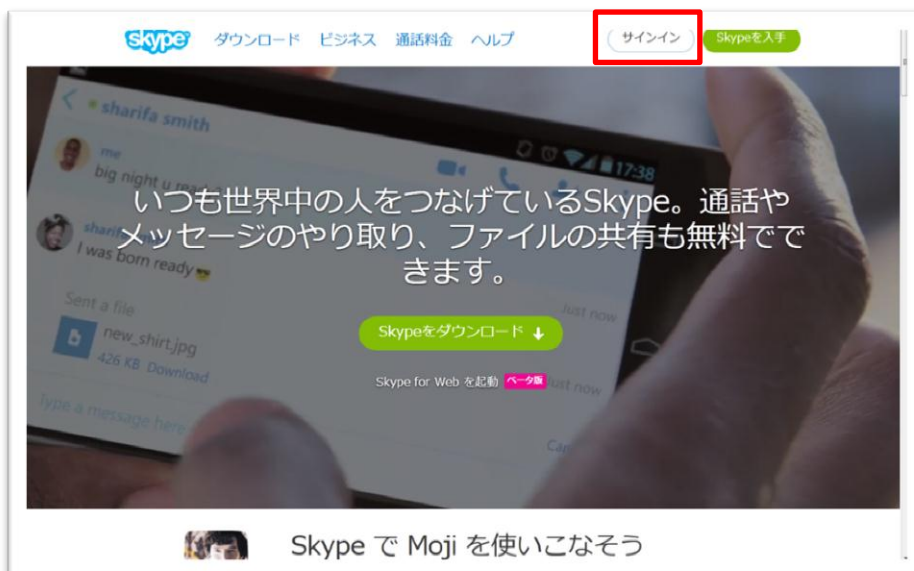 skype ダウンロード ビジネス 通話料金 ヘルプ サインイン Skypeを入手
sharifa smith
17:38
me
big night u
いつも世界中の人をつなげているSkype。通話や
メッセージのやり取り、ファイルの共有も無料でで
きます。
I was born ready
Just now
Sent a file
new_shirt.jpg
426 KB Download
Skypeをダウンロード ↓
Skype for Web を起動 ベータ版
Just now
Type a message here
Skype で Moji を使いこなそう